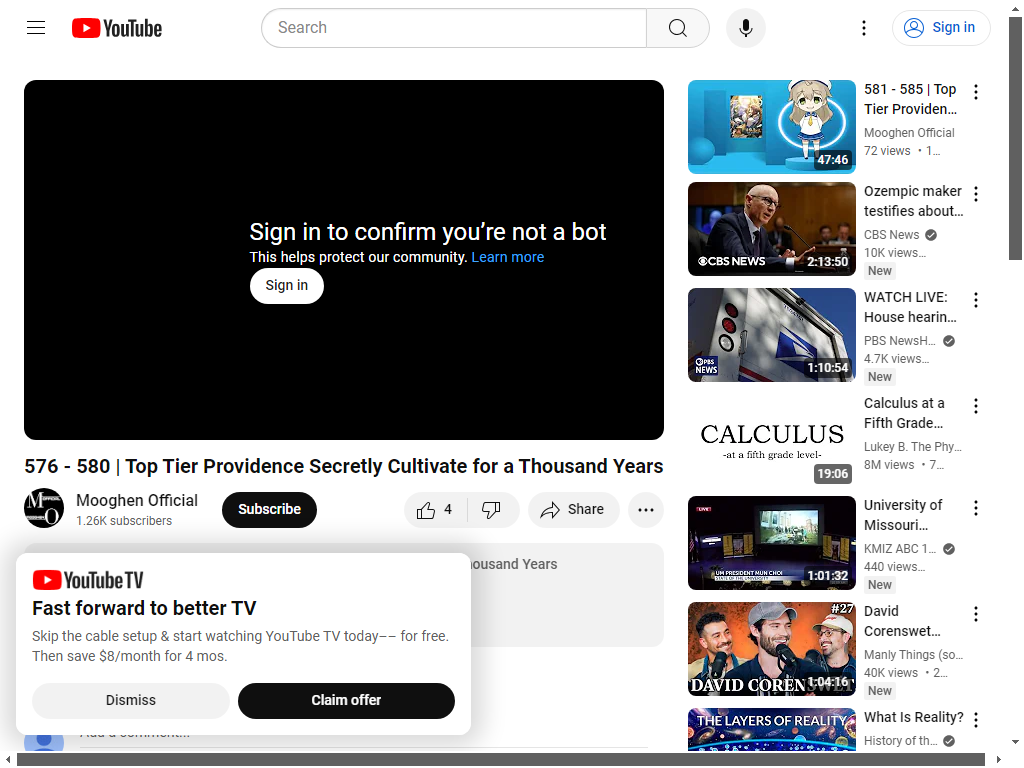 YouTube
Search
Sign in
Sign in to confirm you're not a bot
This helps protect our community. Learn more
Sign in
576 - 580 | Top Tier Providence Secretly Cultivate for a Thousand Years
Mooghen Official
1.26K subscribers
Subscribe
4
Share
housand Years
YouTube TV
Fast forward to better TV
Skip the cable setup & start watching YouTube TV today–– for free.
Then save $8/month for 4 mos.
Dismiss
Claim offer
Add a comment...
47:46
581 - 585 | Top
Tier Providen...
Mooghen Official
72 views • 1...
CBS NEWS
2:13:50
Ozempic maker
testifies about...
CBS News
10K views...
New
PBS
NEWS
1:10:54
WATCH LIVE:
House hearin...
PBS NewsH...
4.7K views...
New
CALCULUS
-at a fifth grade level-
19:06
Calculus at a
Fifth Grade...
Lukey B. The Phy...
8M views • 7...
LIVE
UM PRESIDENT MUN CHOI
STATE OF THE UNIVERSITY
1:01:32
University of
Missouri...
KMIZ ABC 1...
440 views...
New
#27
DAVID CORENSWET
1:04:16
David
Corenswet...
Manly Things (so...
40K views • 2...
New
THE LAYERS OF REALITY
What Is Reality?
History of th...